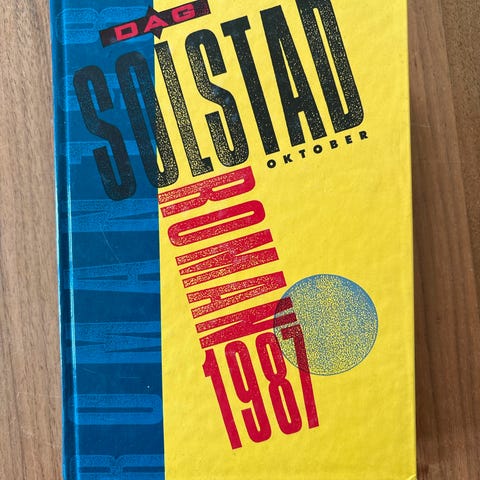 DAG
SOLSTAD
OKTOBER
ROMAN
1987